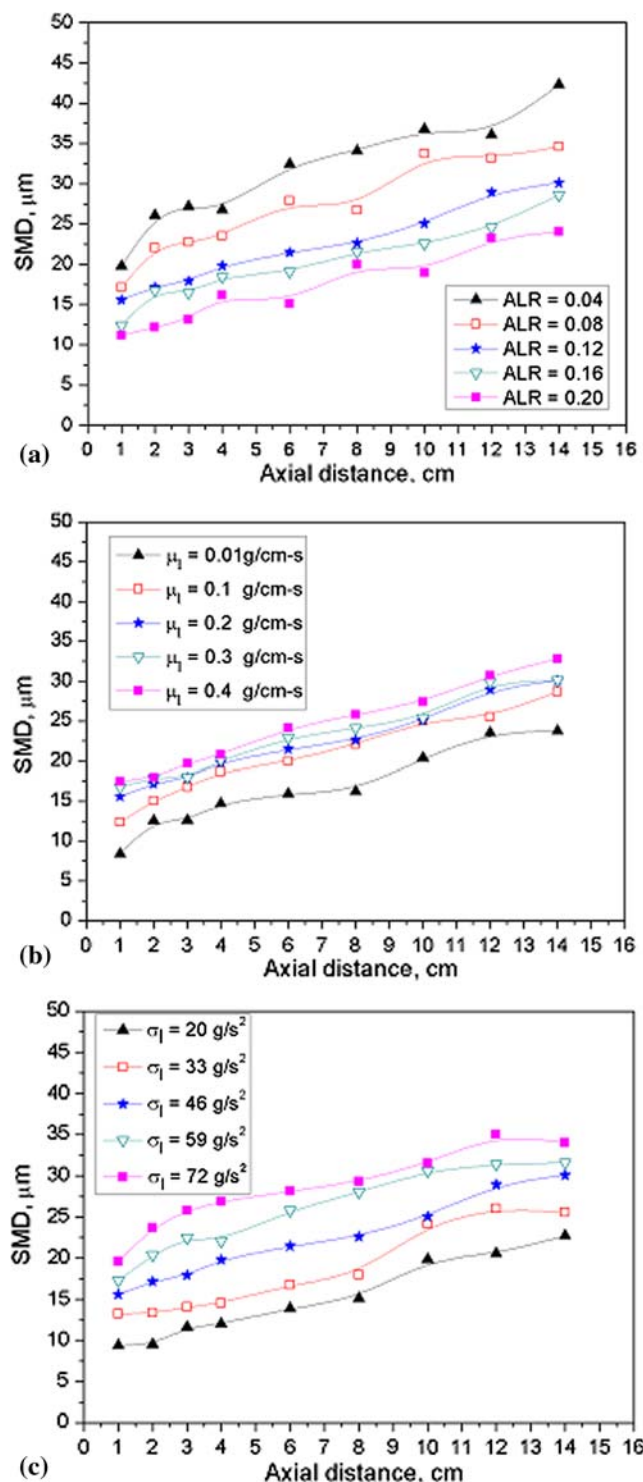 50
45
40
35
30
25
20
15
10
5
0
SMD, μm
ALR = 0.04
ALR = 0.08
ALR = 0.12
ALR = 0.16
ALR = 0.20
0 1 2 3 4 5 6 7 8 9 10 11 12 13 14 15 16
(a)
Axial distance, cm
50
45
40
35
30
25
20
15
10
5
0
SMD, μm
μl = 0.01g/cm-s
μl = 0.1 g/cm-s
μl = 0.2 g/cm-s
μl = 0.3 g/cm-s
μl = 0.4 g/cm-s
0 1 2 3 4 5 6 7 8 9 10 11 12 13 14 15 16
(b)
Axial distance, cm
50
45
40
35
30
25
20
15
10
5
0
SMD, μm
σl = 20 g/s²
σl = 33 g/s²
σl = 46 g/s²
σl = 59 g/s²
σl = 72 g/s²
0 1 2 3 4 5 6 7 8 9 10 11 12 13 14 15 16
(c)
Axial distance, cm